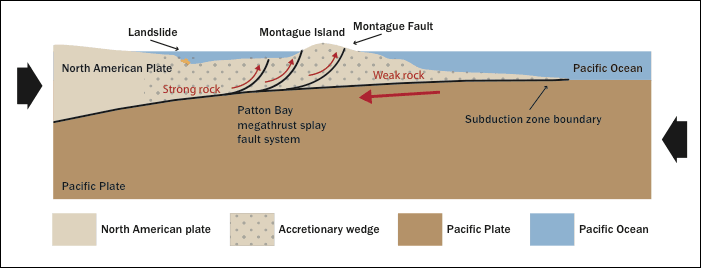 Landslide
Montague Island
Montague Fault
North American Plate
Pacific Ocean
Strong rock
Weak rock
Patton Bay
megathrust splay
fault system
Subduction zone boundary
Pacific Plate
North American plate
Accretionary wedge
Pacific Plate
Pacific Ocean